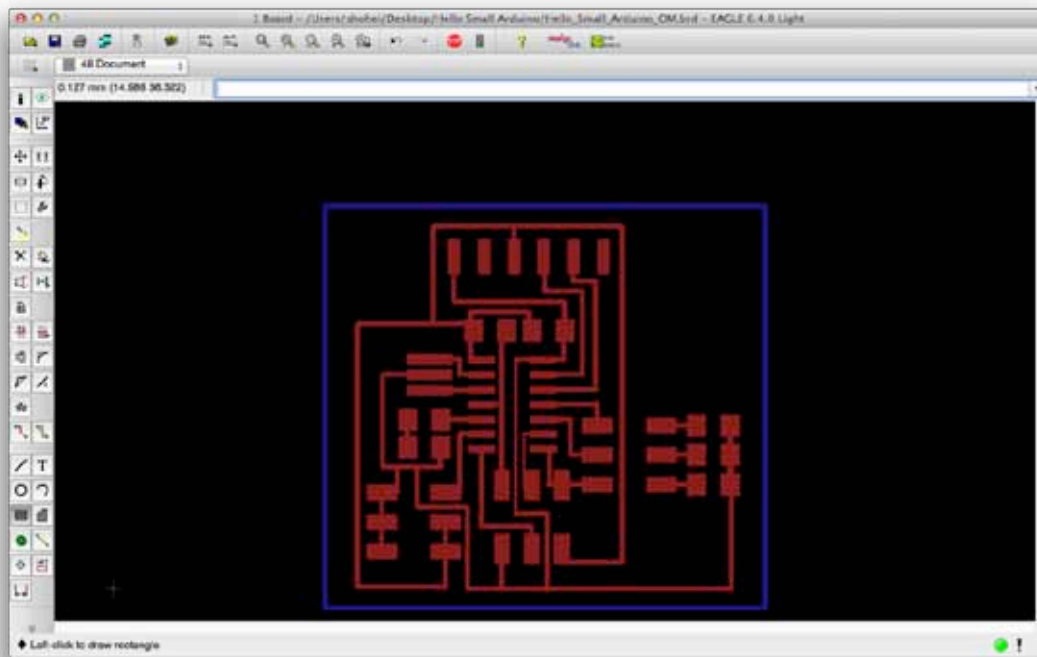 1 Board - /Users/shohei/Desktop/Hello Small Arduino/Hello_Small_Arduino_OM.brd - EAGLE 6.4.0 Light
48 Document
0.127 mm (14.986 36.322)
Left-click to draw rectangle